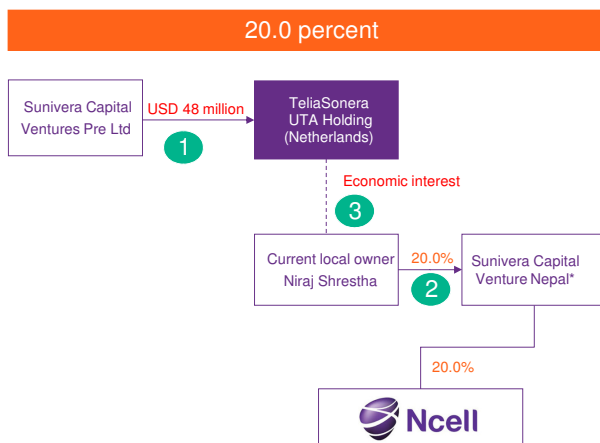 20.0 percent
Sunivera Capital
Ventures Pre Ltd
USD 48 million
1
TeliaSonera
UTA Holding
(Netherlands)
Economic interest
3
Current local owner
Niraj Shrestha
20.0%
2
Sunivera Capital
Venture Nepal*
20.0%
Ncell